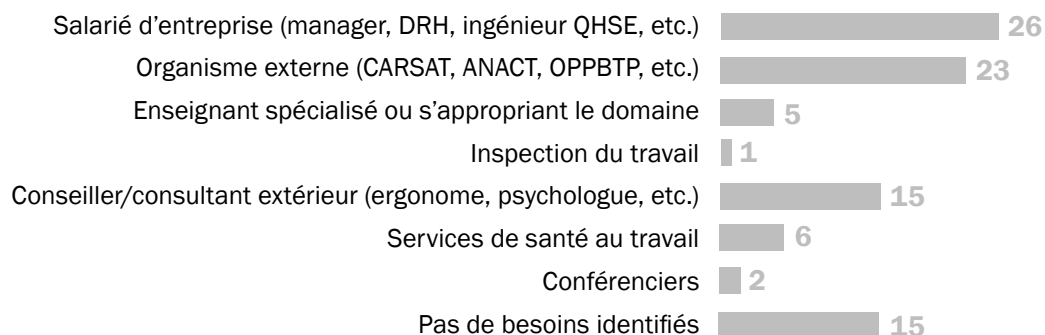 Salarié d'entreprise (manager, DRH, ingénieur QHSE, etc.) 26
Organisme externe (CARSAT, ANACT, OPPBTP, etc.) 23
Enseignant spécialisé ou s'appropriant le domaine 5
Inspection du travail 1
Conseiller/consultant extérieur (ergonome, psychologue, etc.) 15
Services de santé au travail 6
Conférenciers 2
Pas de besoins identifiés 15